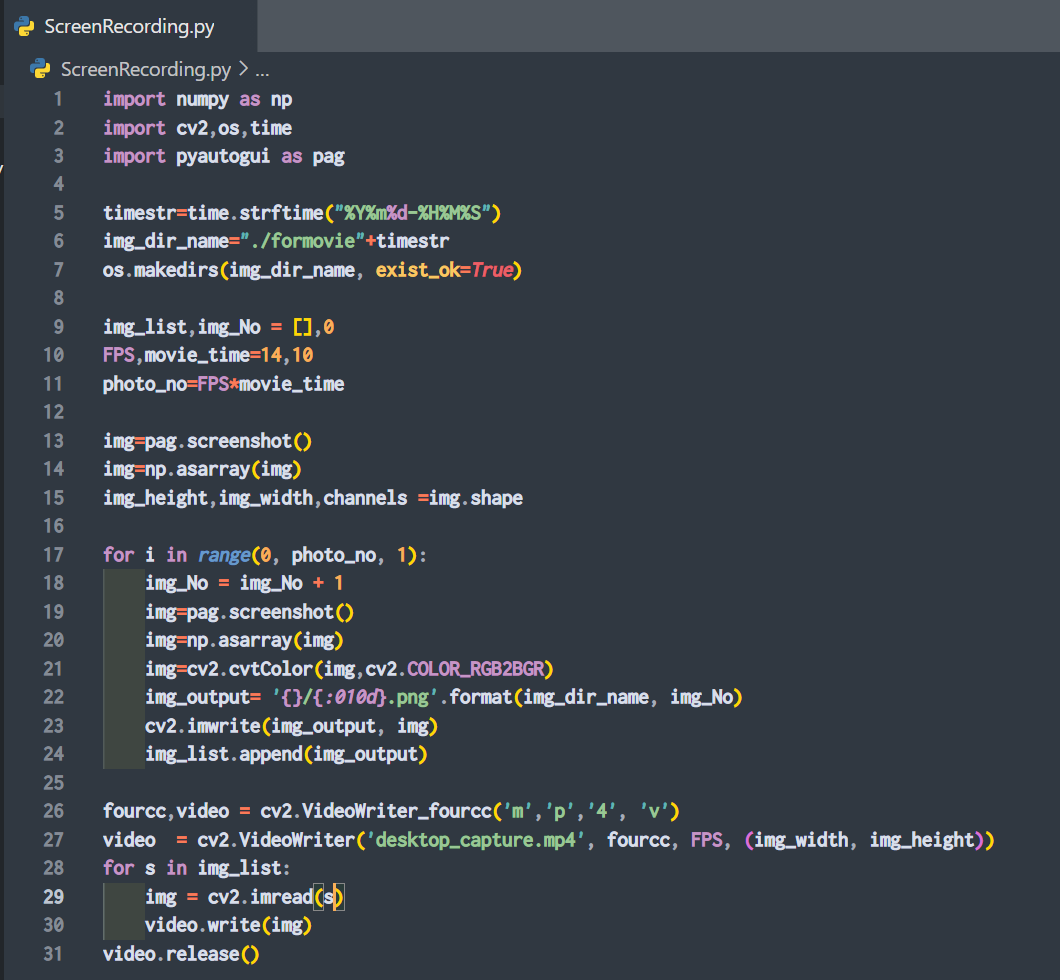 ScreenRecording.py
ScreenRecording.py > ...
1 import numpy as np
2 import cv2,os,time
3 import pyautogui as pag
4
5 timestr=time.strftime("%Y%m%d-%H%M%S")
6 img_dir_name="./formovie"+timestr
7 os.makedirs(img_dir_name, exist_ok=True)
8
9 img_list,img_No = [],0
10 FPS,movie_time=14,10
11 photo_no=FPS*movie_time
12
13 img=pag.screenshot()
14 img=np.asarray(img)
15 img_height,img_width,channels =img.shape
16
17 for i in range(0, photo_no, 1):
18     img_No = img_No + 1
19     img=pag.screenshot()
20     img=np.asarray(img)
21     img=cv2.cvtColor(img,cv2.COLOR_RGB2BGR)
22     img_output= '{}/{:010d}.png'.format(img_dir_name, img_No)
23     cv2.imwrite(img_output, img)
24     img_list.append(img_output)
25
26 fourcc,video = cv2.VideoWriter_fourcc('m','p','4', 'v')
27 video  = cv2.VideoWriter('desktop_capture.mp4', fourcc, FPS, (img_width, img_height))
28 for s in img_list:
29     img = cv2.imread(s)
30     video.write(img)
31 video.release()